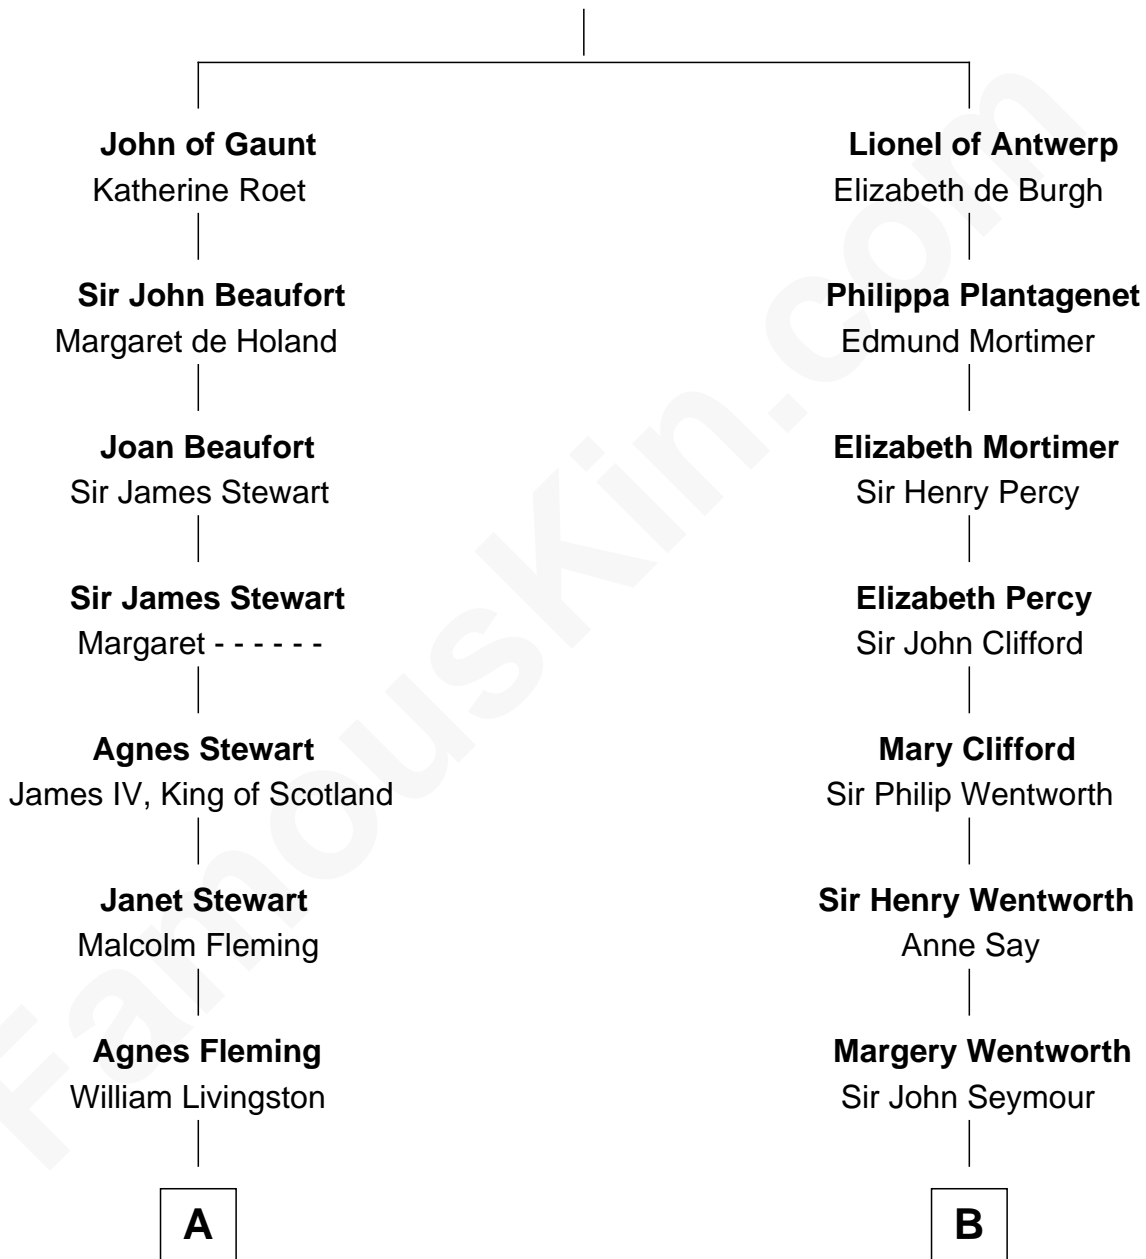 John of Gaunt
Katherine Roet
Sir John Beaufort
Margaret de Holand
Joan Beaufort
Sir James Stewart
Sir James Stewart
Margaret - - - - - -
Agnes Stewart
James IV, King of Scotland
Janet Stewart
Malcolm Fleming
Agnes Fleming
William Livingston
A
Lionel of Antwerp
Elizabeth de Burgh
Philippa Plantagenet
Edmund Mortimer
Elizabeth Mortimer
Sir Henry Percy
Elizabeth Percy
Sir John Clifford
Mary Clifford
Sir Philip Wentworth
Sir Henry Wentworth
Anne Say
Margery Wentworth
Sir John Seymour
B
FamousKin.com